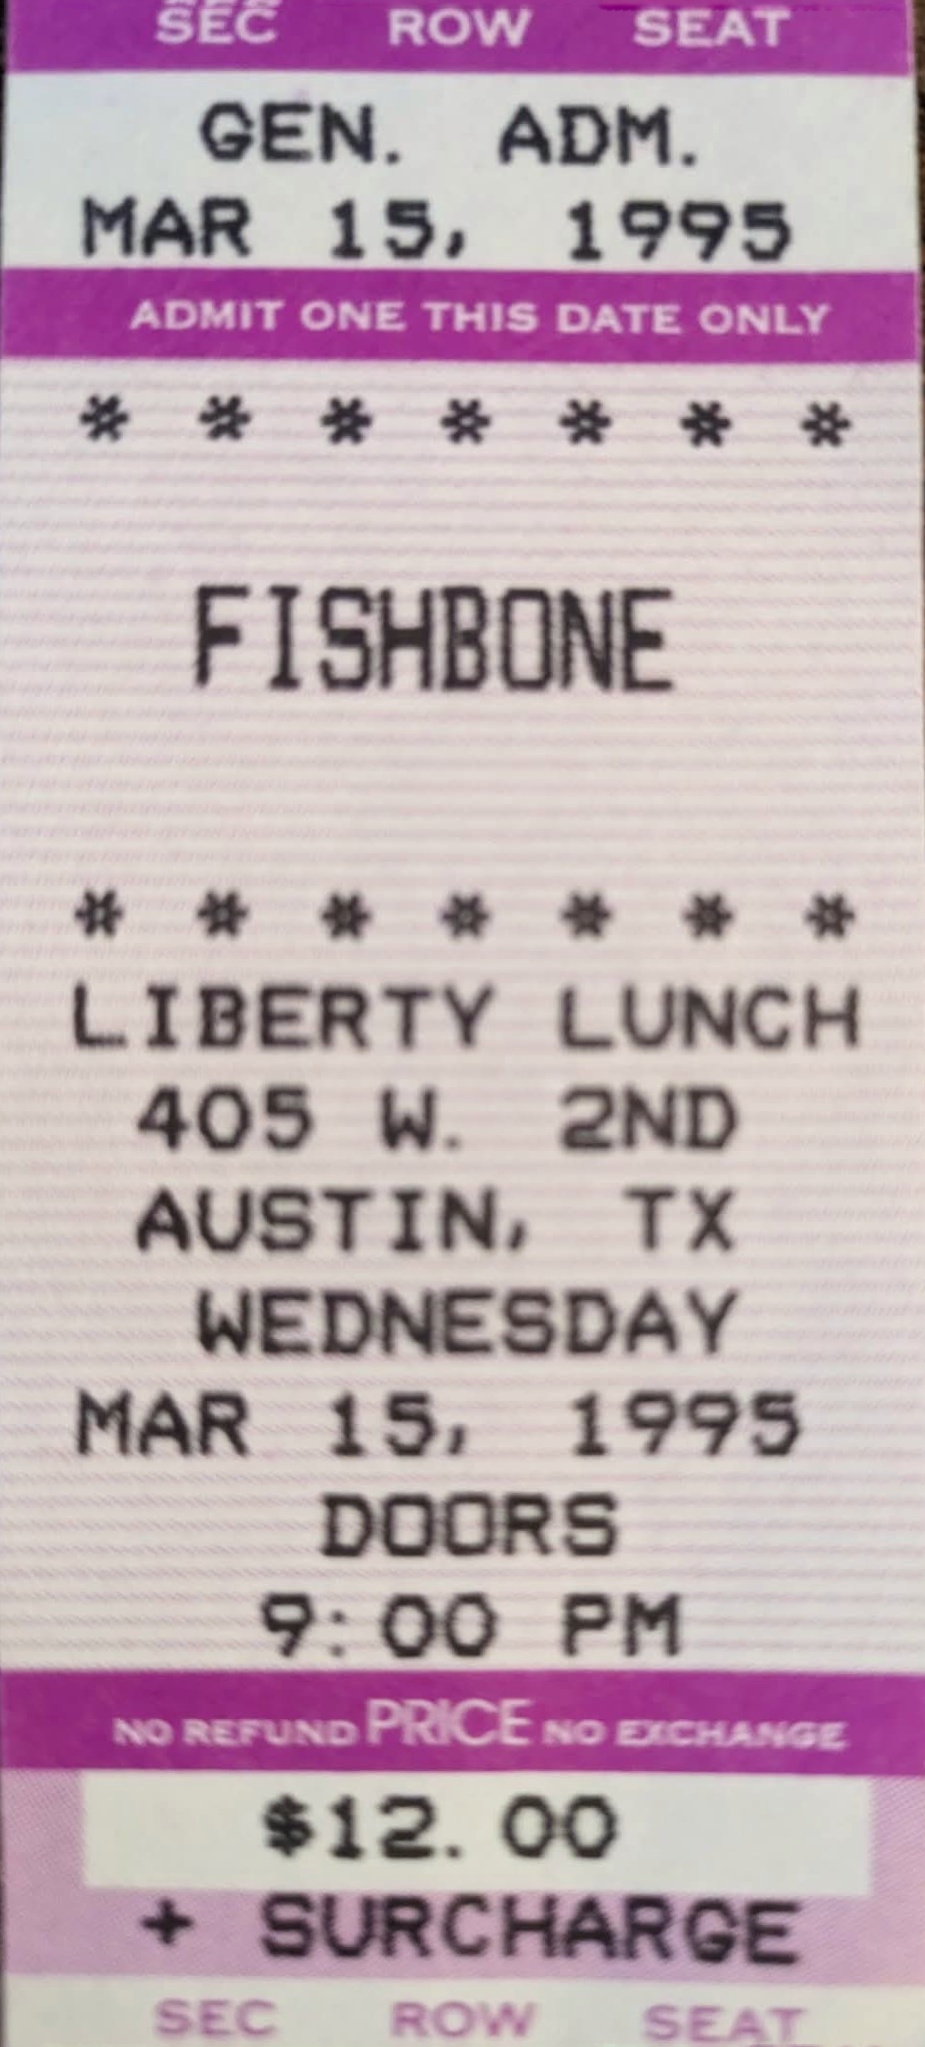 SEC ROW SEAT
GEN. ADM.
MAR 15, 1995
ADMIT ONE THIS DATE ONLY
* * * * * * *
FISHBONE
* * * * * * *
LIBERTY LUNCH
405 W. 2ND
AUSTIN, TX
WEDNESDAY
MAR 15, 1995
DOORS
9:00 PM
NO REFUND PRICE NO EXCHANGE
$12.00
+ SURCHARGE
SEC ROW SEAT